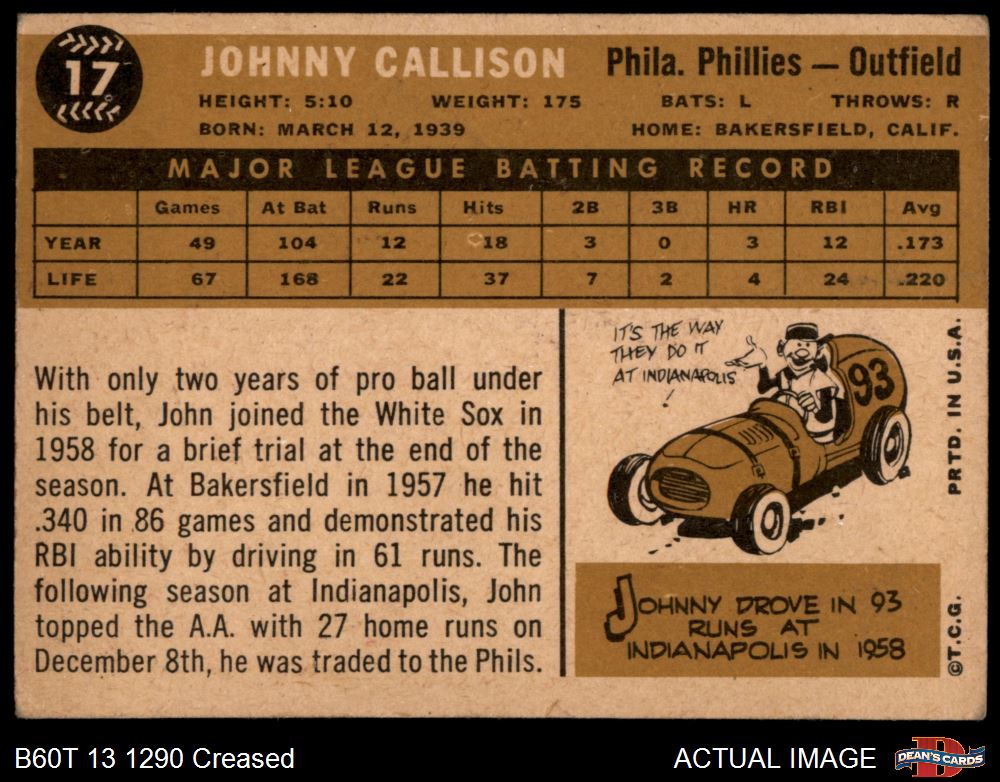 17
JOHNNY CALLISON
Phila. Phillies — Outfield
HEIGHT: 5:10 WEIGHT: 175 BATS: L THROWS: R
BORN: MARCH 12, 1939 HOME: BAKERSFIELD, CALIF.
MAJOR LEAGUE BATTING RECORD
Games At Bat Runs Hits 2B 3B HR RBI Avg
YEAR 49 104 12 18 3 0 3 12 .173
LIFE 67 168 22 37 7 2 4 24 .220
With only two years of pro ball under
his belt, John joined the White Sox in
1958 for a brief trial at the end of the
season. At Bakersfield in 1957 he hit
.340 in 86 games and demonstrated his
RBI ability by driving in 61 runs. The
following season at Indianapolis, John
topped the A.A. with 27 home runs on
December 8th, he was traded to the Phils.
IT'S THE WAY
THEY DO IT
AT INDIANAPOLIS
!
93
JOHNNY DROVE IN 93
RUNS AT
INDIANAPOLIS IN 1958
©T.C.G. PRTD. IN U.S.A.
B60T 13 1290 Creased
ACTUAL IMAGE
D
DEAN'S CARDS